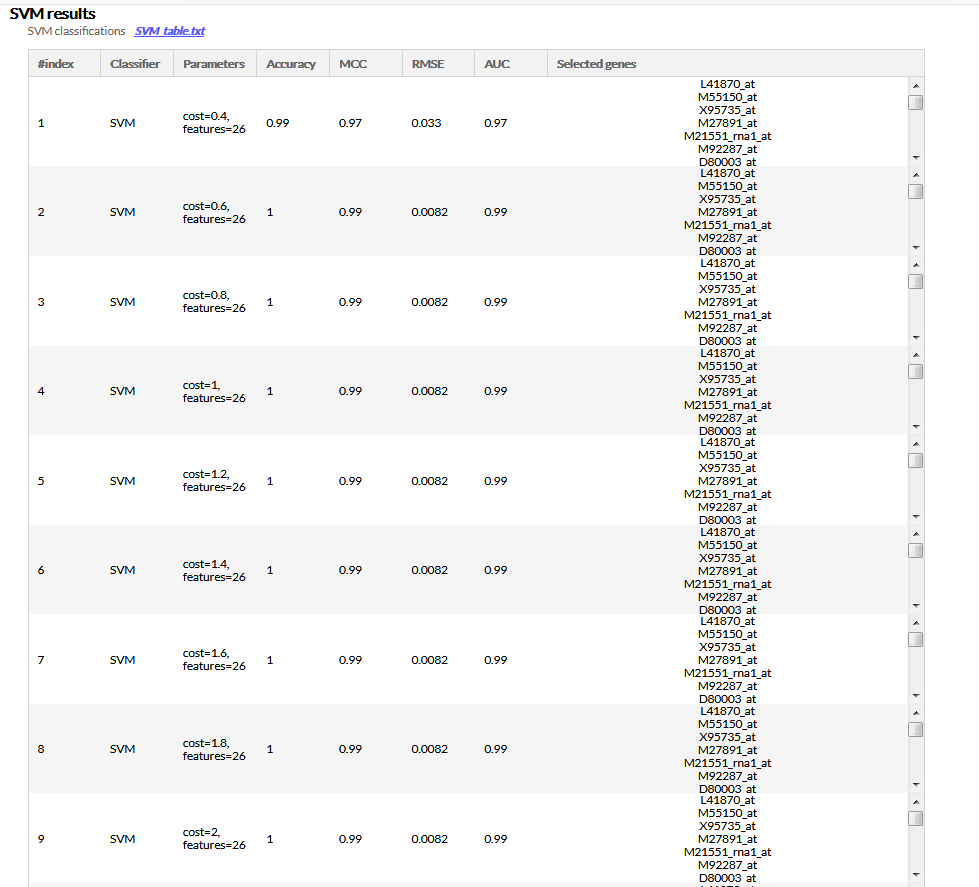 SVM results
SVM classifications SVM_table.txt
#index Classifier Parameters Accuracy MCC RMSE AUC Selected genes
1 SVM cost=0.4, features=26 0.99 0.97 0.033 0.97
L41870_at
M55150_at
X95735_at
M27891_at
M21551_rna1_at
M92287_at
D80003_at
2 SVM cost=0.6, features=26 1 0.99 0.0082 0.99
L41870_at
M55150_at
X95735_at
M27891_at
M21551_rna1_at
M92287_at
D80003_at
3 SVM cost=0.8, features=26 1 0.99 0.0082 0.99
L41870_at
M55150_at
X95735_at
M27891_at
M21551_rna1_at
M92287_at
D80003_at
4 SVM cost=1, features=26 1 0.99 0.0082 0.99
L41870_at
M55150_at
X95735_at
M27891_at
M21551_rna1_at
M92287_at
D80003_at
5 SVM cost=1.2, features=26 1 0.99 0.0082 0.99
L41870_at
M55150_at
X95735_at
M27891_at
M21551_rna1_at
M92287_at
D80003_at
6 SVM cost=1.4, features=26 1 0.99 0.0082 0.99
L41870_at
M55150_at
X95735_at
M27891_at
M21551_rna1_at
M92287_at
D80003_at
7 SVM cost=1.6, features=26 1 0.99 0.0082 0.99
L41870_at
M55150_at
X95735_at
M27891_at
M21551_rna1_at
M92287_at
D80003_at
8 SVM cost=1.8, features=26 1 0.99 0.0082 0.99
L41870_at
M55150_at
X95735_at
M27891_at
M21551_rna1_at
M92287_at
D80003_at
9 SVM cost=2, features=26 1 0.99 0.0082 0.99
L41870_at
M55150_at
X95735_at
M27891_at
M21551_rna1_at
M92287_at
D80003_at